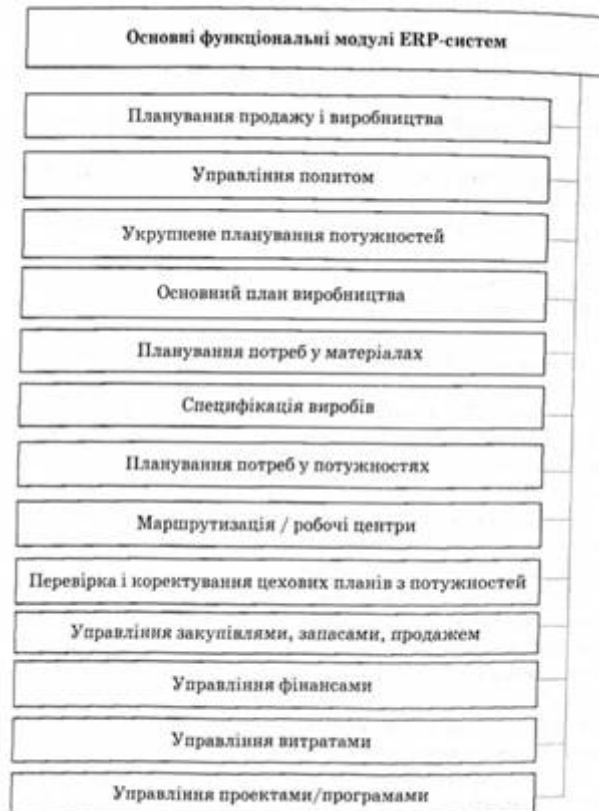 Основні функціональні модулі ERP-систем
Планування продажу і виробництва
Управління попитом
Укрупнене планування потужностей
Основний план виробництва
Планування потреб у матеріалах
Специфікація виробів
Планування потреб у потужностях
Маршрутизація / робочі центри
Перевірка і коректування цехових планів з потужностей
Управління закупівлями, запасами, продажем
Управління фінансами
Управління витратами
Управління проектами/програмами